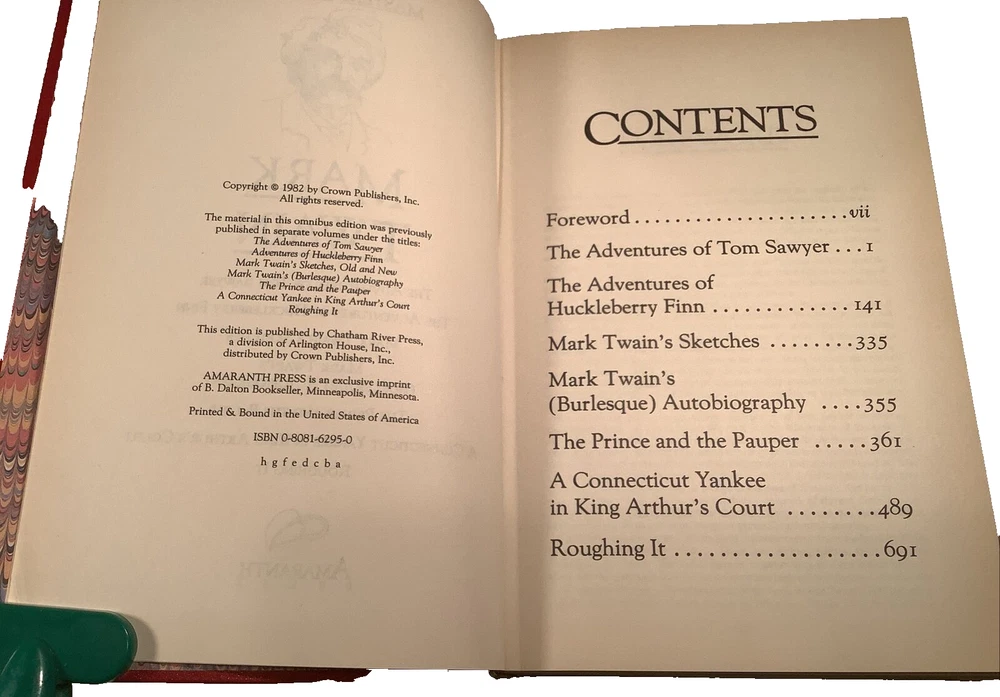 Copyright © 1982 by Crown Publishers, Inc.
All rights reserved.
The material in this omnibus edition was previously
published in separate volumes under the titles:
The Adventures of Tom Sawyer
Adventures of Huckleberry Finn
Mark Twain's Sketches, Old and New
Mark Twain's (Burlesque) Autobiography
The Prince and the Pauper
A Connecticut Yankee in King Arthur's Court
Roughing It
This edition is published by Chatham River Press,
a division of Arlington House, Inc.,
distributed by Crown Publishers, Inc.
AMARANTH PRESS is an exclusive imprint
of B. Dalton Bookseller, Minneapolis, Minnesota.
Printed & Bound in the United States of America
ISBN 0-8081-6295-0
h g f e d c b a
CONTENTS
Foreword.....................vii
The Adventures of Tom Sawyer ...1
The Adventures of
Huckleberry Finn .............141
Mark Twain's Sketches ........335
Mark Twain's
(Burlesque) Autobiography ....355
The Prince and the Pauper .....361
A Connecticut Yankee
in King Arthur's Court ........489
Roughing It ..................691